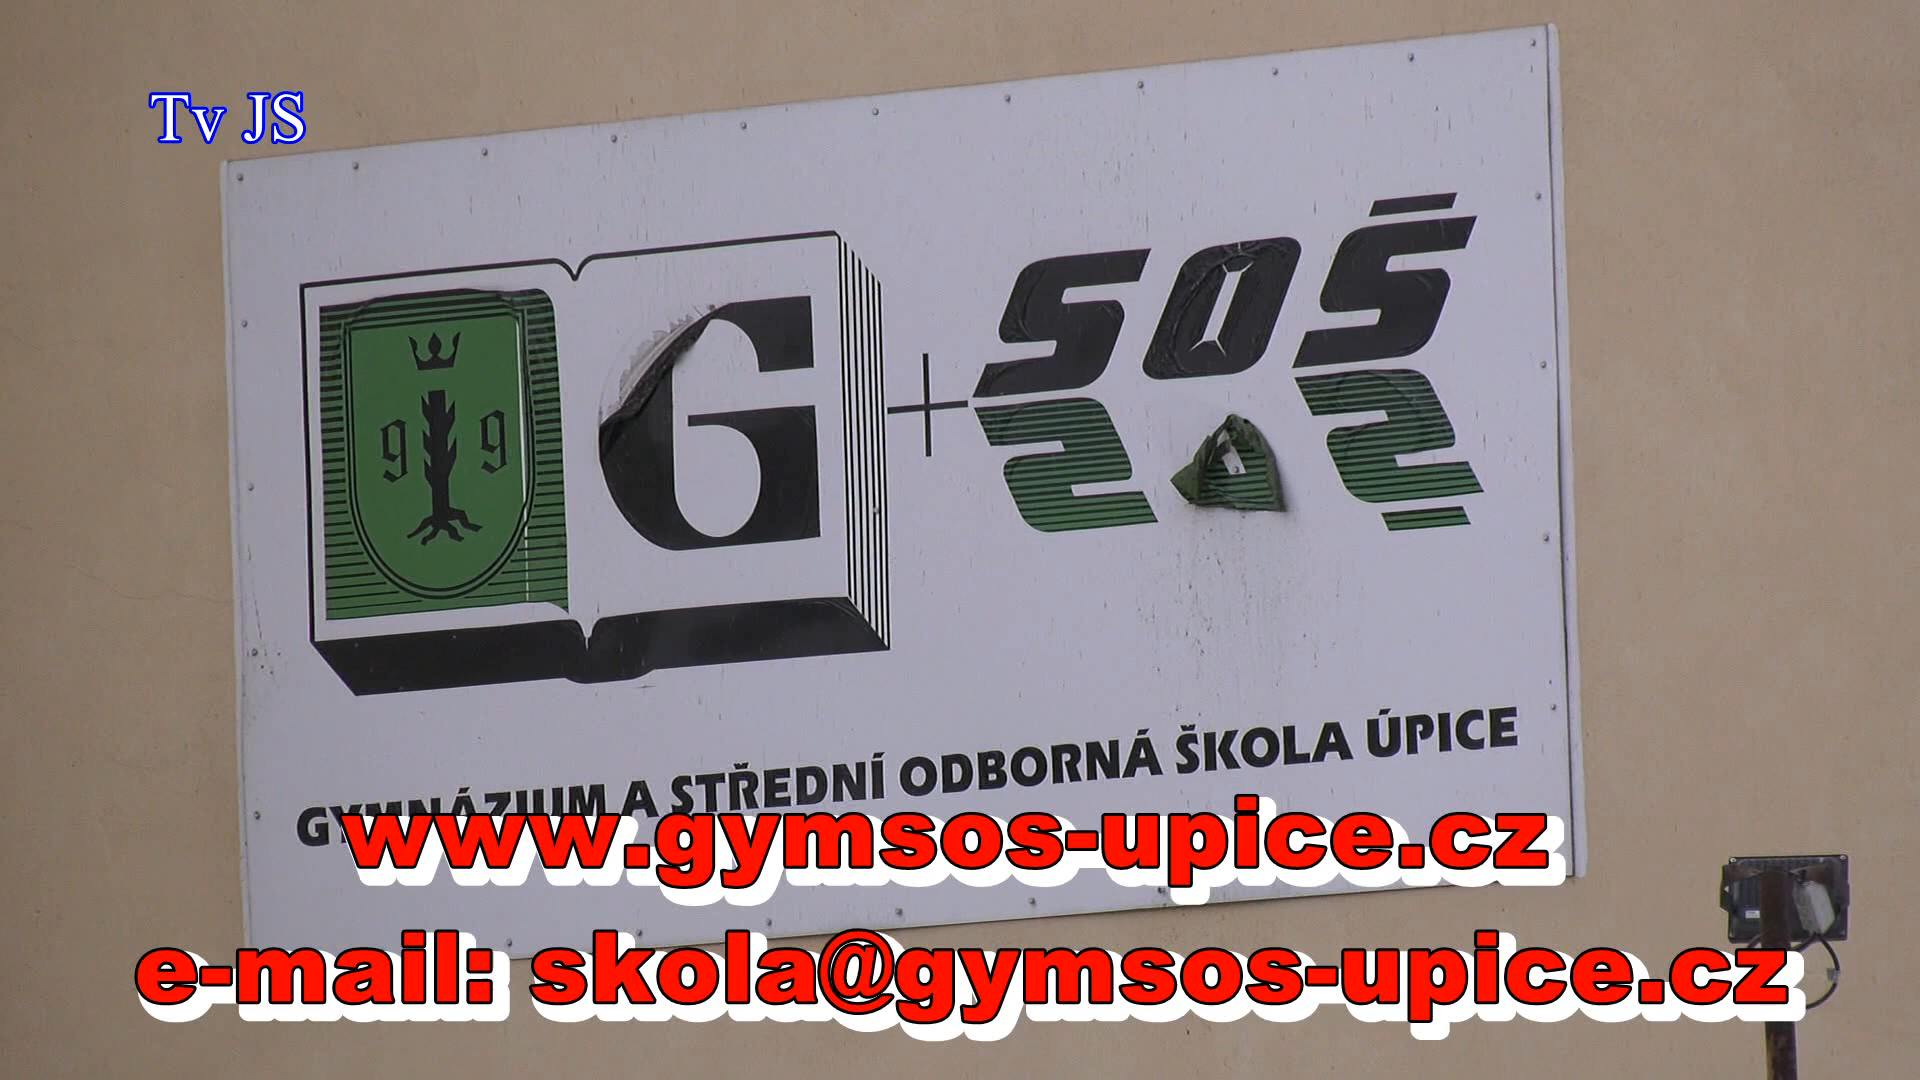 Tv JS
g g
G + SOŠ
GYMNÁZIUM A STŘEDNÍ ODBORNÁ ŠKOLA ÚPICE
www.gymsos-upice.cz
e-mail: skola@gymsos-upice.cz